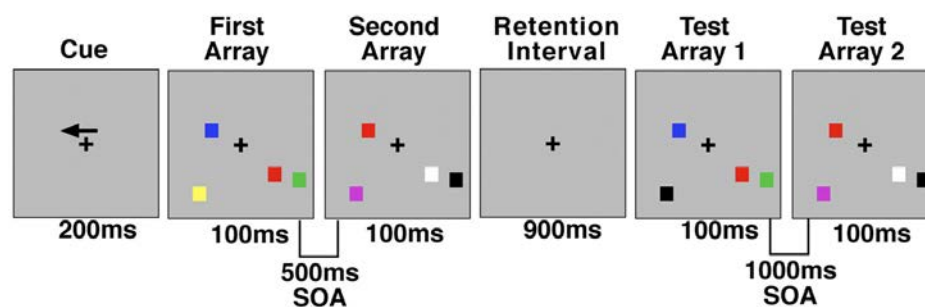 Cue
First
Array
Second
Array
Retention
Interval
Test
Array 1
Test
Array 2
200ms
100ms
100ms
900ms
100ms
100ms
500ms
SOA
1000ms
SOA